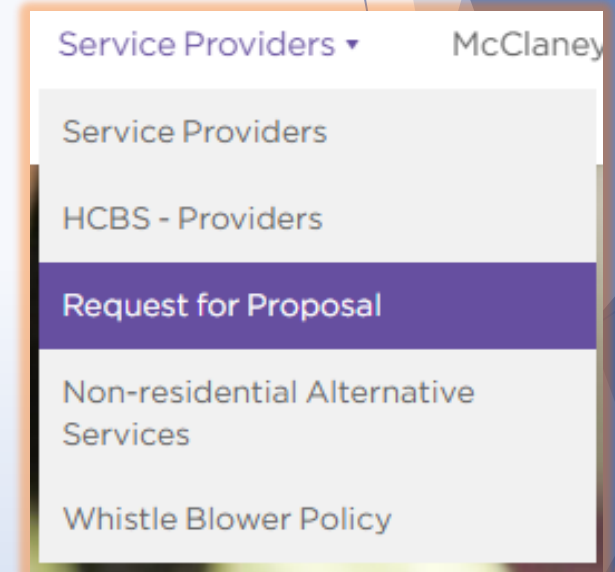 Service Providers ▾ McClaney
Service Providers
HCBS - Providers
Request for Proposal
Non-residential Alternative
Services
Whistle Blower Policy